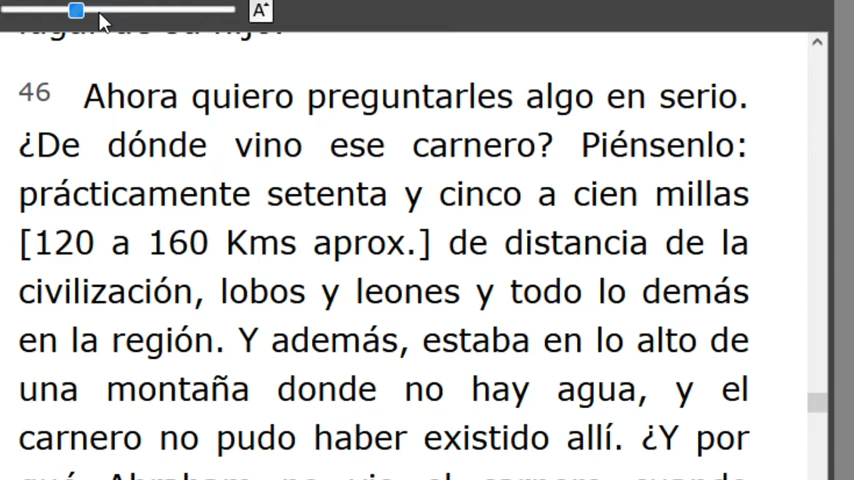 A
46 Ahora quiero preguntarles algo en serio.
¿De dónde vino ese carnero? Piénsenlo:
prácticamente setenta y cinco a cien millas
[120 a 160 Kms aprox.] de distancia de la
civilización, lobos y leones y todo lo demás
en la región. Y además, estaba en lo alto de
una montaña donde no hay agua, y el
carnero no pudo haber existido allí. ¿Y por